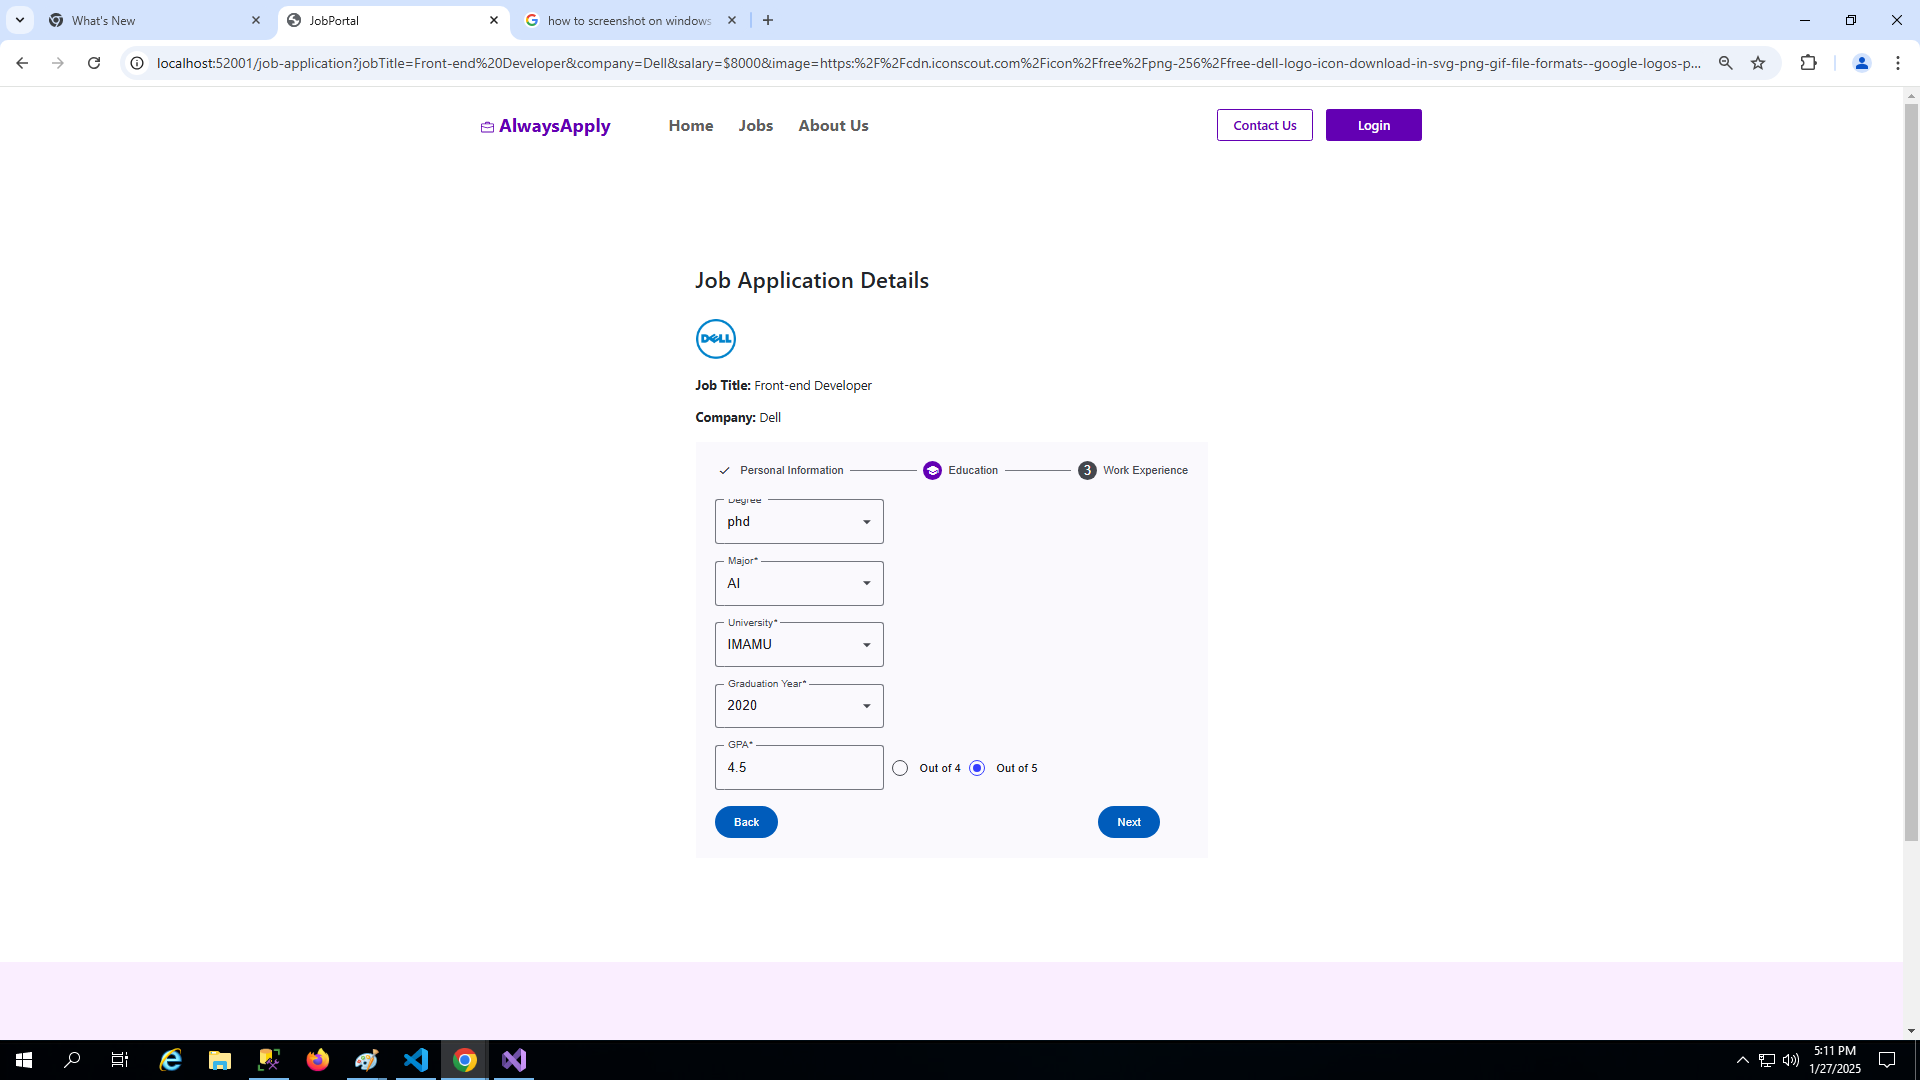 What's New
JobPortal
how to screenshot on windows
localhost:52001/job-application?jobTitle=Front-end%20Developer&company=Dell&salary=$8000&image=https:%2F%2Fcdn.iconscout.com%2Ficon%2Ffree%2Fpng-256%2Ffree-dell-logo-icon-download-in-svg-png-gif-file-formats--google-logos-p...
AlwaysApply
Home
Jobs
About Us
Contact Us
Login
Job Application Details
DELL
Job Title: Front-end Developer
Company: Dell
Personal Information
Education
3
Work Experience
Degree
phd
Major*
AI
University*
IMAMU
Graduation Year*
2020
GPA*
4.5
Out of 4
Out of 5
Back
Next
5:11 PM
1/27/2025